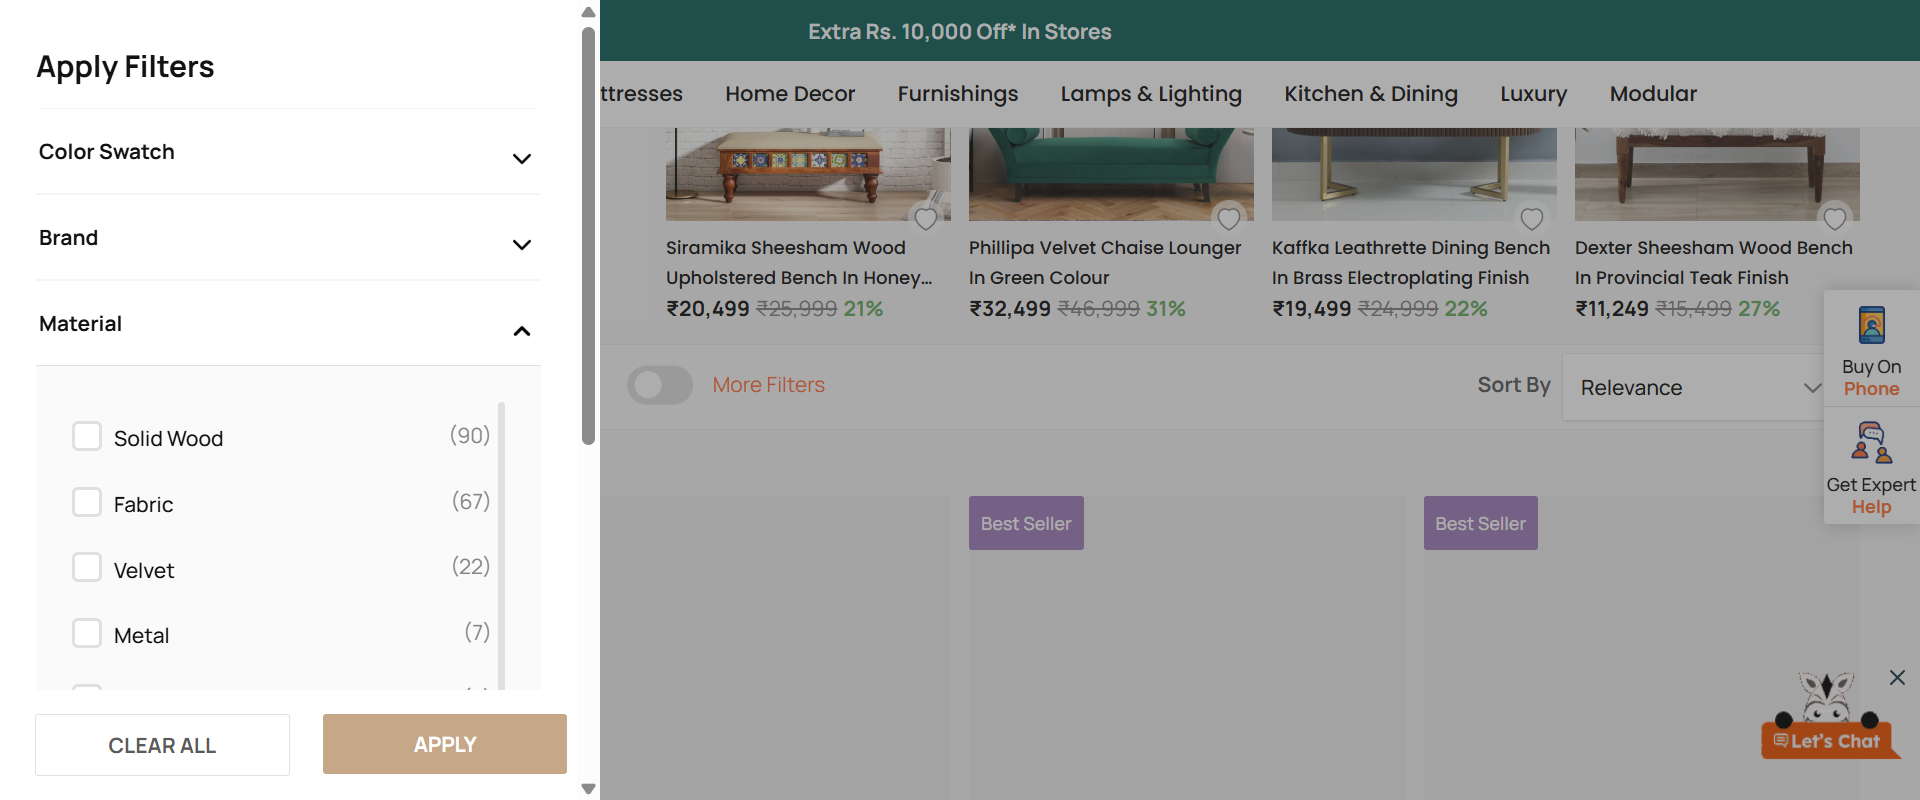 Apply Filters
Color Swatch
Brand
Material
Solid Wood (90)
Fabric (67)
Velvet (22)
Metal (7)
CLEAR ALL
APPLY
Extra Rs. 10,000 Off* In Stores
ttresses Home Decor Furnishings Lamps & Lighting Kitchen & Dining Luxury Modular
Siramika Sheesham Wood
Upholstered Bench In Honey...
₹20,499 ₹25,999 21%
Phillipa Velvet Chaise Lounger
In Green Colour
₹32,499 ₹46,999 31%
Kaffka Leathrette Dining Bench
In Brass Electroplating Finish
₹19,499 ₹24,999 22%
Dexter Sheesham Wood Bench
In Provincial Teak Finish
₹11,249 ₹15,499 27%
More Filters
Sort By Relevance
Buy On
Phone
Get Expert
Help
Best Seller
Best Seller
Let's Chat